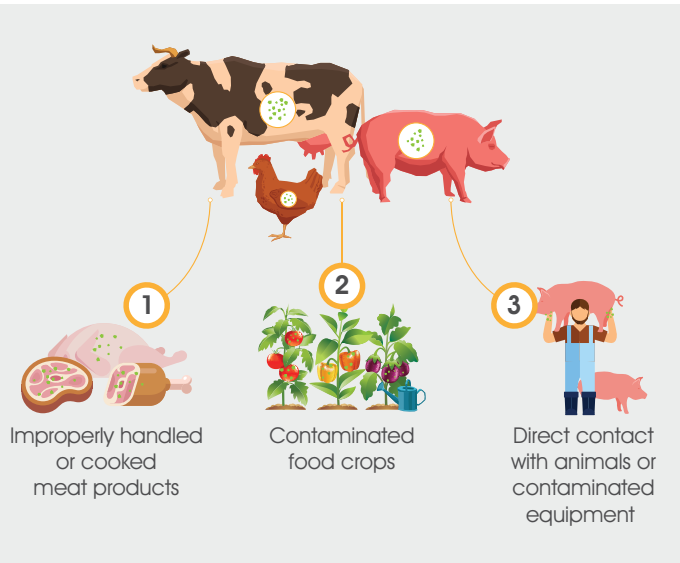 1
2
3
Improperly handled
or cooked
meat products
Contaminated
food crops
Direct contact
with animals or
contaminated
equipment